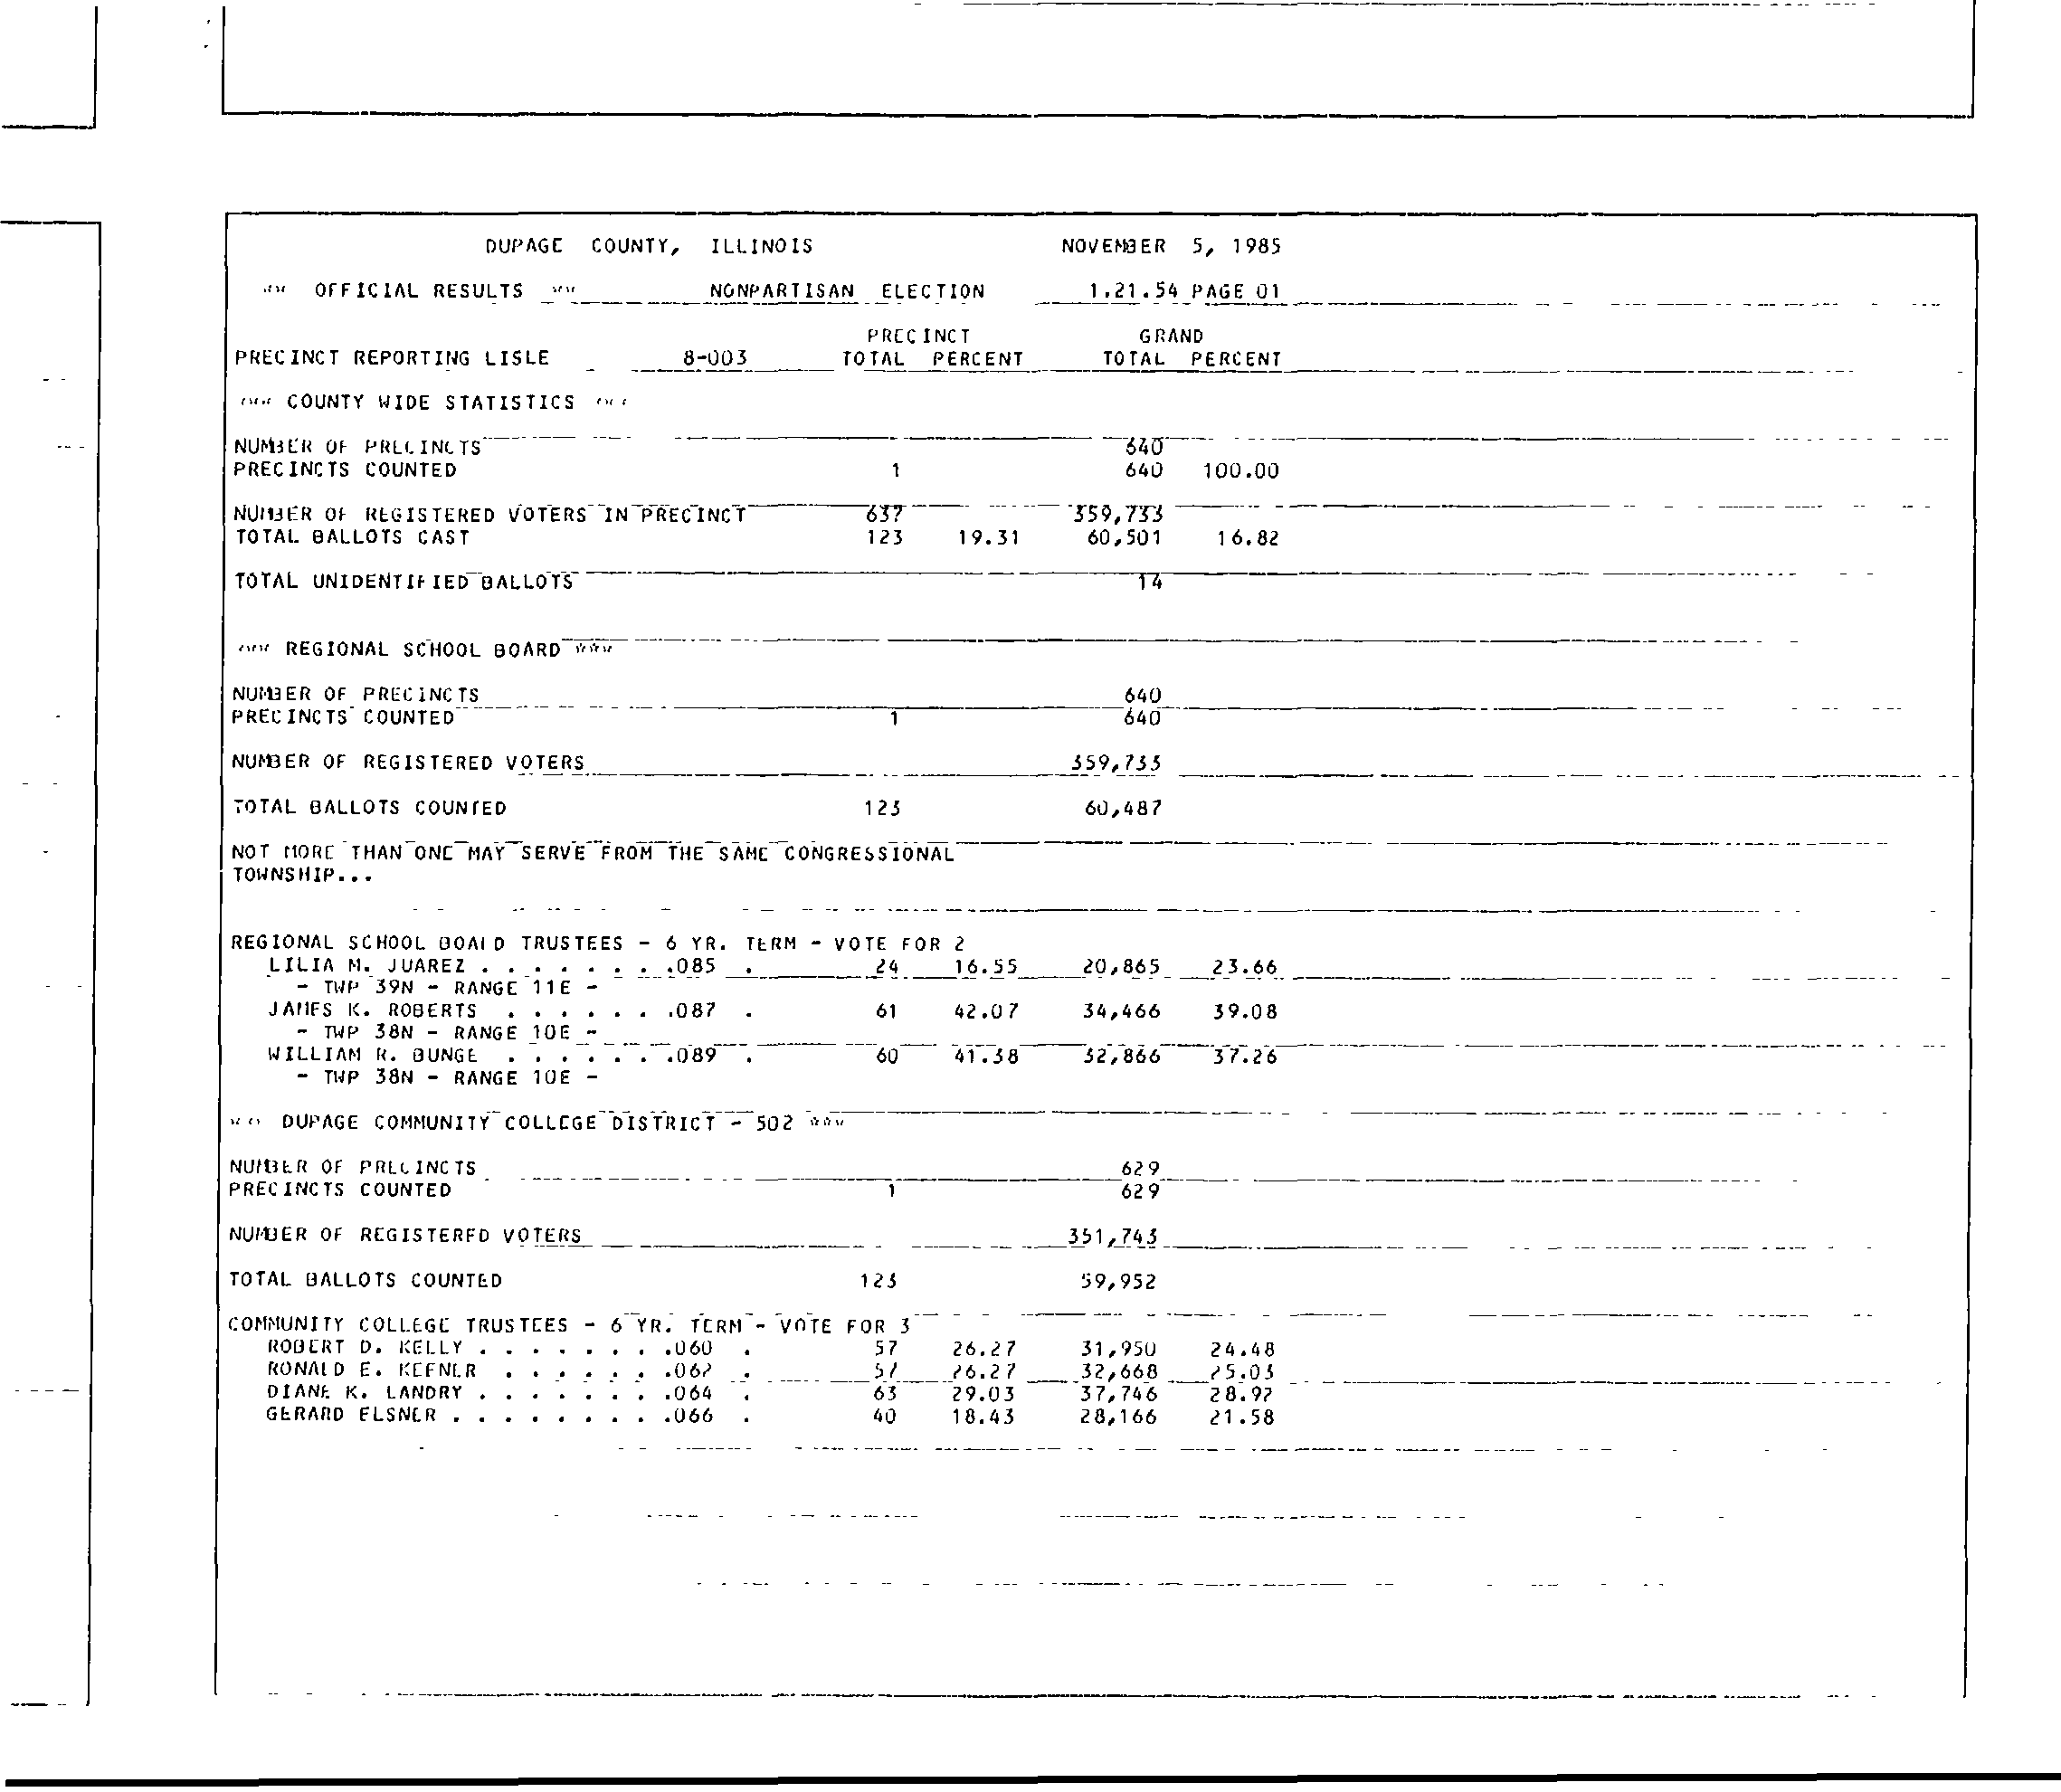 DUPAGE COUNTY, ILLINOIS NOVEMBER 5, 1985
** OFFICIAL RESULTS ** NONPARTISAN ELECTION 1.21.54 PAGE 01
PRECINCT GRAND
PRECINCT REPORTING LISLE 8-003 TOTAL PERCENT TOTAL PERCENT
*** COUNTY WIDE STATISTICS ***
NUMBER OF PRECINCTS 640
PRECINCTS COUNTED 1 640 100.00
NUMBER OF REGISTERED VOTERS IN PRECINCT 637 359,733
TOTAL BALLOTS CAST 123 19.31 60,501 16.82
TOTAL UNIDENTIFIED BALLOTS 14
*** REGIONAL SCHOOL BOARD ***
NUMBER OF PRECINCTS 640
PRECINCTS COUNTED 1 640
NUMBER OF REGISTERED VOTERS 359,733
TOTAL BALLOTS COUNTED 123 60,487
NOT MORE THAN ONE MAY SERVE FROM THE SAME CONGRESSIONAL
TOWNSHIP...
REGIONAL SCHOOL BOARD TRUSTEES - 6 YR. TERM - VOTE FOR 2
LILIA M. JUAREZ . . . . . . . .085 . 24 16.55 20,865 23.66
- TWP 39N - RANGE 11E -
JAMES K. ROBERTS . . . . . . .087 . 61 42.07 34,466 39.08
- TWP 38N - RANGE 10E -
WILLIAM R. BUNGE . . . . . . .089 . 60 41.38 32,866 37.26
- TWP 38N - RANGE 10E -
*** DUPAGE COMMUNITY COLLEGE DISTRICT - 502 ***
NUMBER OF PRECINCTS 629
PRECINCTS COUNTED 1 629
NUMBER OF REGISTERED VOTERS 351,743
TOTAL BALLOTS COUNTED 123 59,952
COMMUNITY COLLEGE TRUSTEES - 6 YR. TERM - VOTE FOR 3
ROBERT D. KELLY . . . . . . . .060 . 57 26.27 31,950 24.48
RONALD E. KEENER . . . . . . .062 . 57 26.27 32,668 25.03
DIANE K. LANDRY . . . . . . . .064 . 63 29.03 37,746 28.92
GERARD ELSNER . . . . . . . . .066 . 40 18.43 28,166 21.58